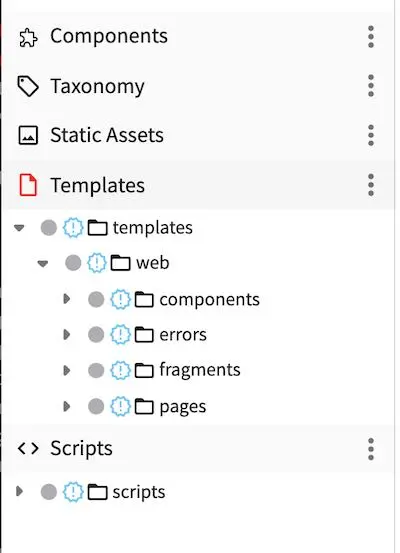 Components
Taxonomy
Static Assets
Templates
templates
web
components
errors
fragments
pages
Scripts
scripts